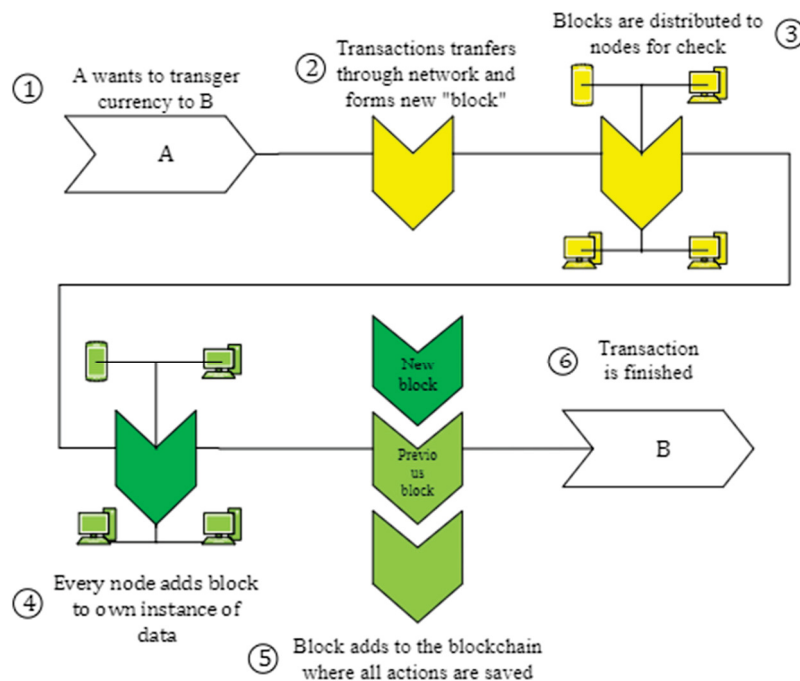 ①
A wants to transger
currency to B
A
②
Transactions tranfers
through network and
forms new "block"
③
Blocks are distributed to
nodes for check
④
Every node adds block
to own instance of
data
New
block
Previo
us
block
⑤
Block adds to the blockchain
where all actions are saved
⑥
Transaction
is finished
B